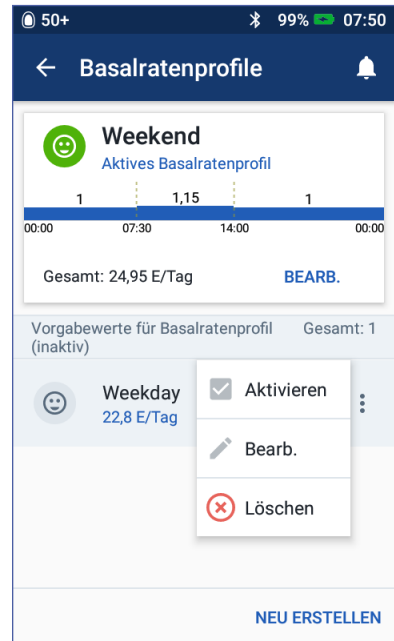 50+ 99% 07:50
Basalratenprofile
Weekend
Aktives Basalratenprofil
1 1,15 1
00:00 07:30 14:00 00:00
Gesamt: 24,95 E/Tag BEARB.
Vorgabewerte für Basalratenprofil Gesamt: 1
(inaktiv)
Weekday
22,8 E/Tag
Aktivieren
Bearb.
Löschen
NEU ERSTELLEN